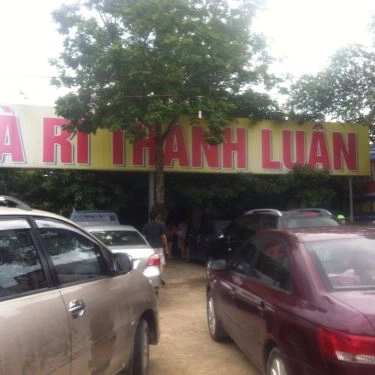 À RI THANH LUÂN